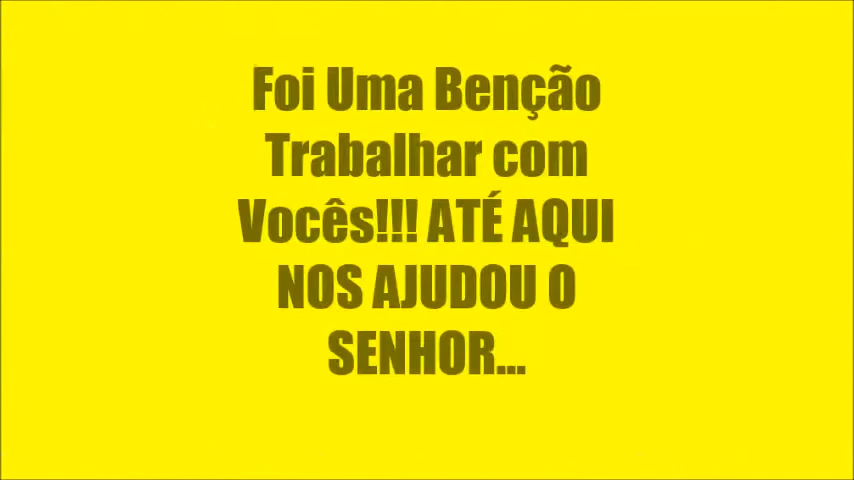 Foi Uma Benção
Trabalhar com
Vocês!!! ATÉ AQUI
NOS AJUDOU O
SENHOR...